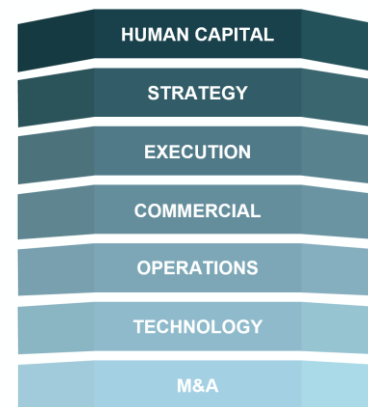 HUMAN CAPITAL
STRATEGY
EXECUTION
COMMERCIAL
OPERATIONS
TECHNOLOGY
M&A